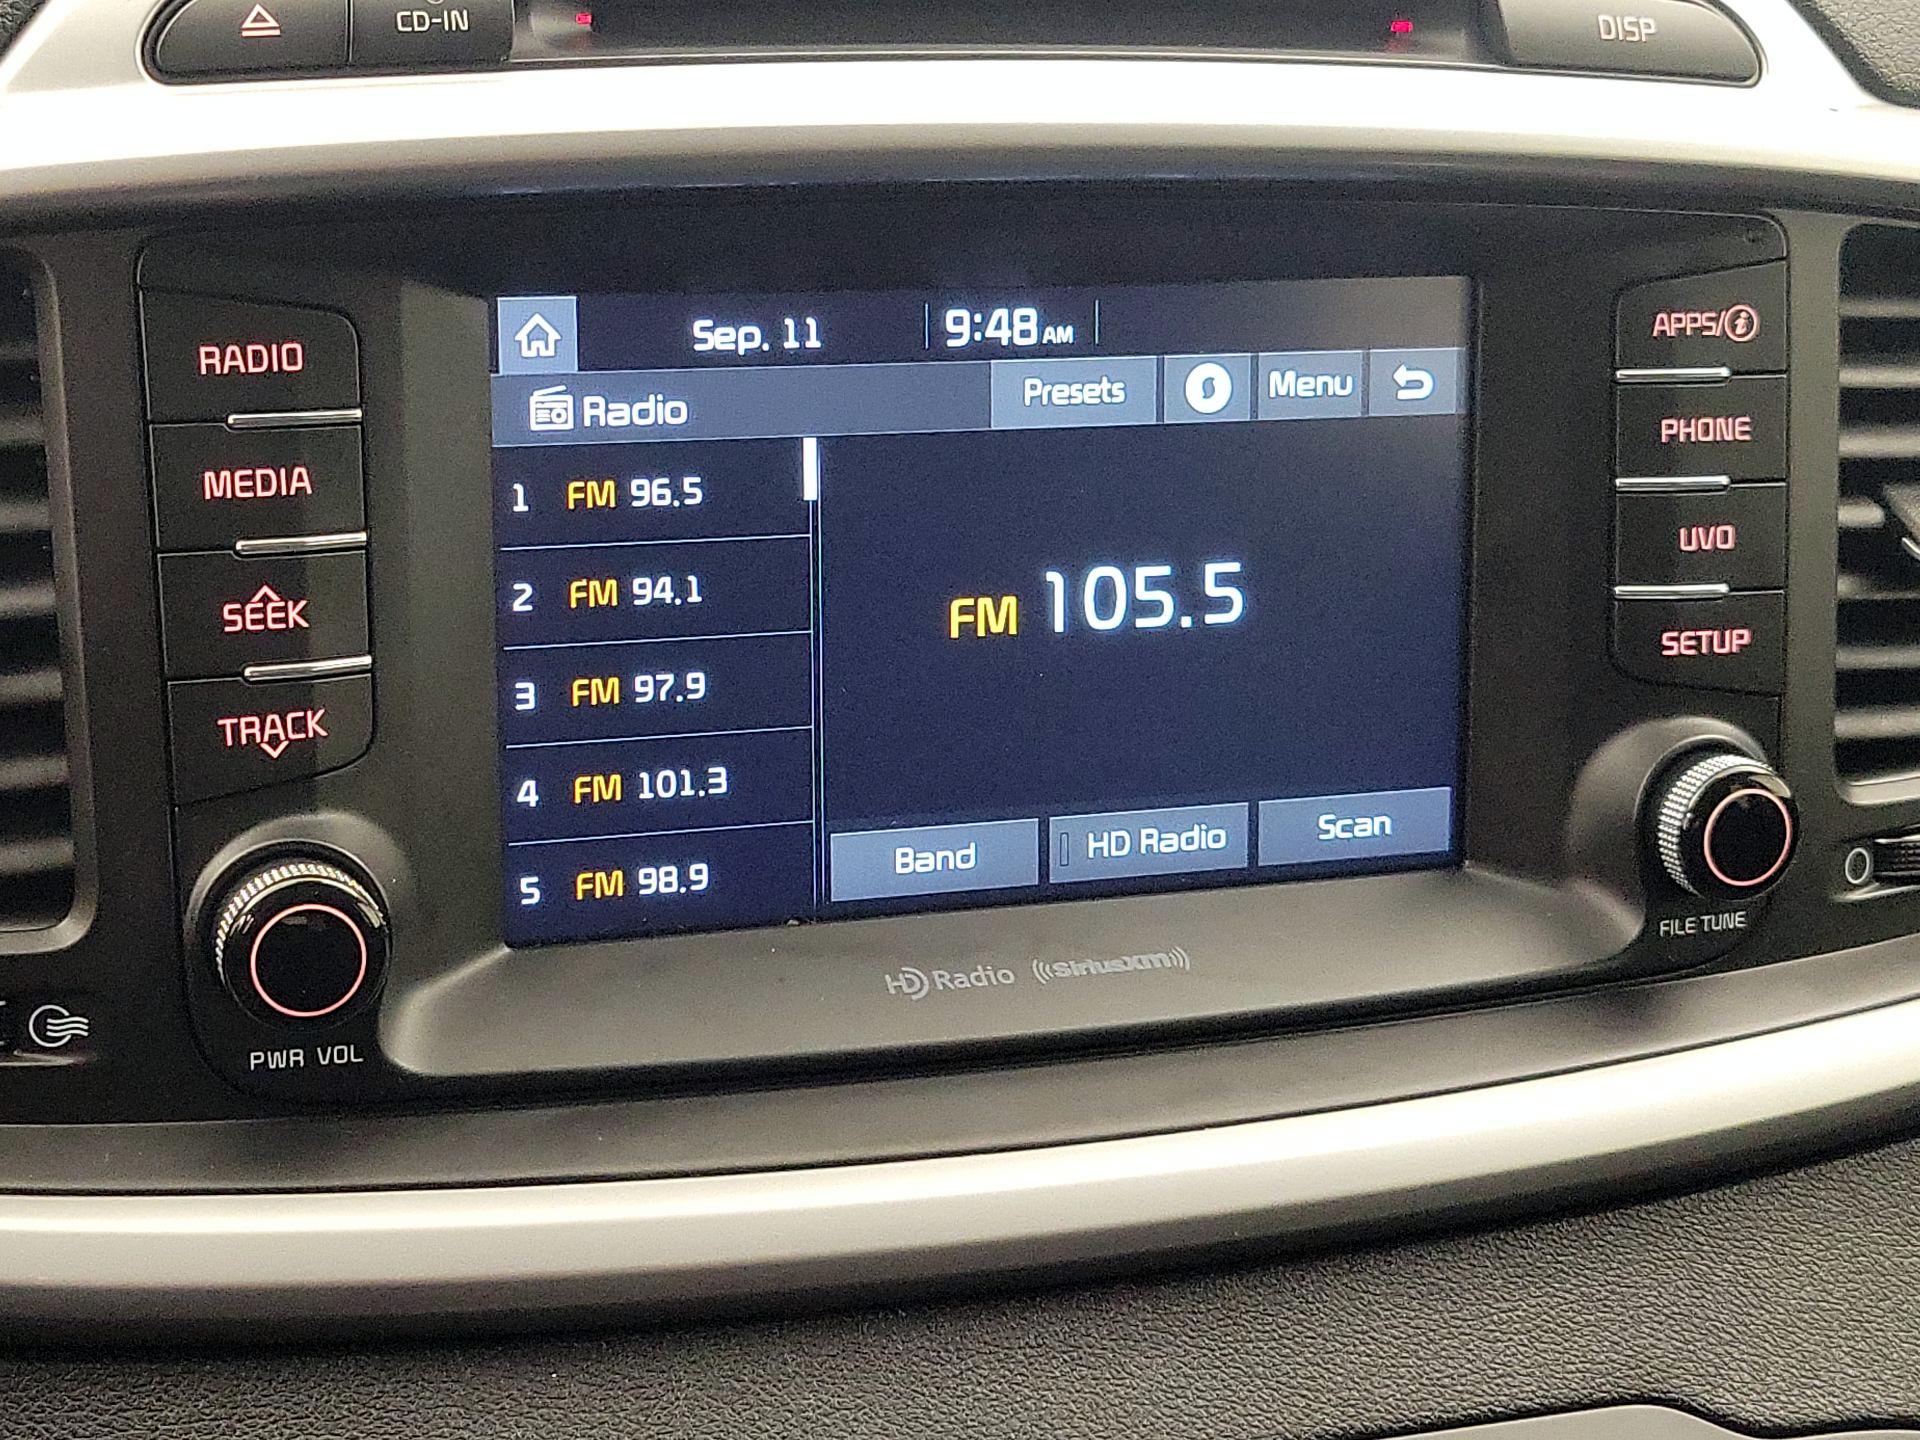 CD-IN
DISP
RADIO
MEDIA
SEEK
TRACK
PWR VOL
Sep. 11
9:48 AM
Radio
Presets
Menu
1 FM 96.5
2 FM 94.1
3 FM 97.9
4 FM 101.3
5 FM 98.9
FM 105.5
Band
HD Radio
Scan
HD Radio ((SiriusXM))
APPS/i
PHONE
UVO
SETUP
FILE TUNE